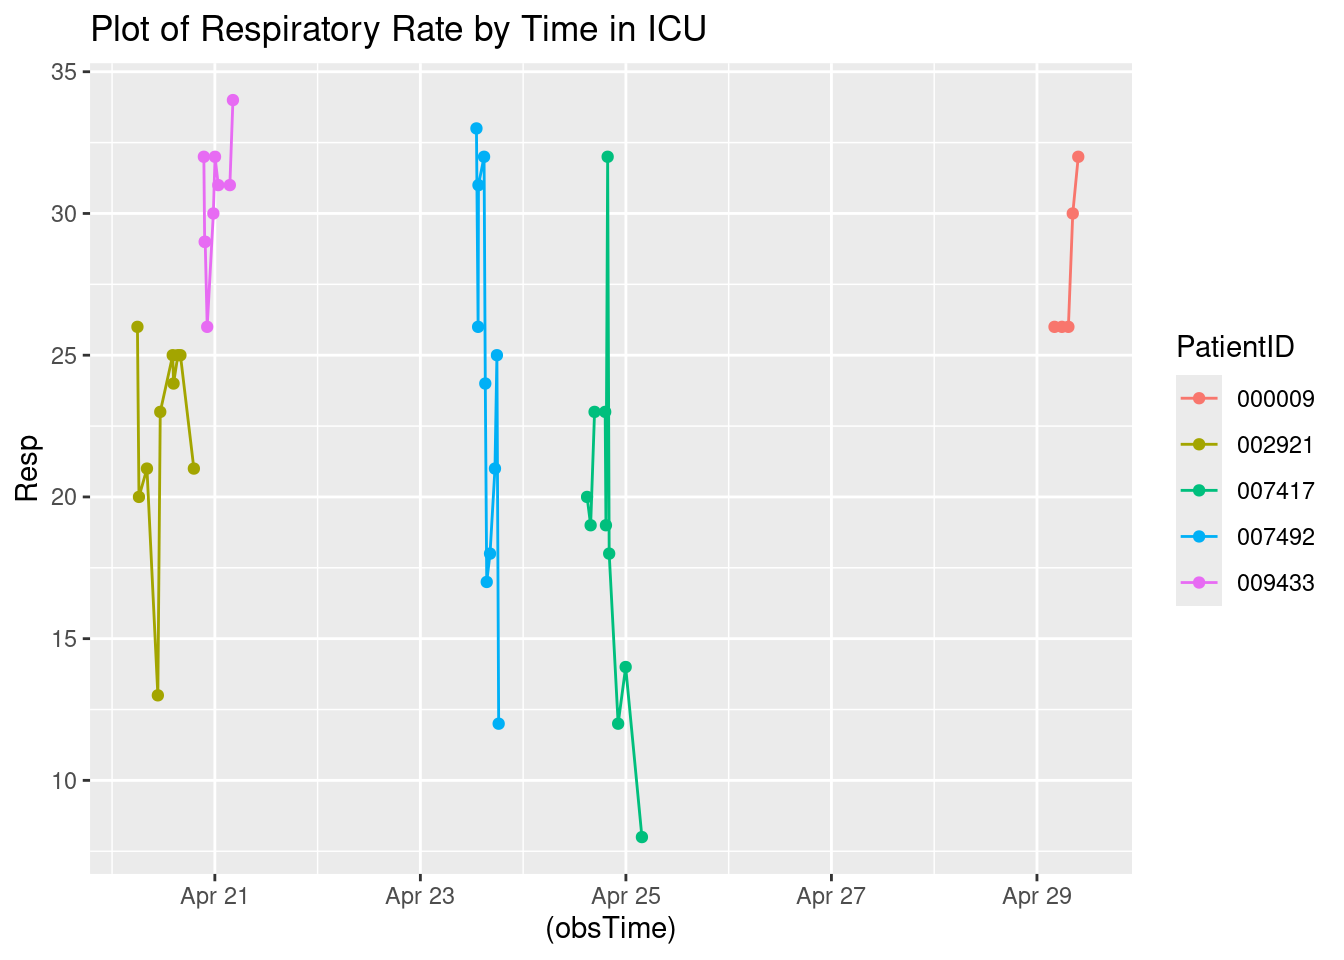 Plot of Respiratory Rate by Time in ICU
35
30
25
20
15
10
Resp
Apr 21 Apr 23 Apr 25 Apr 27 Apr 29
(obsTime)
PatientID
000009
002921
007417
007492
009433